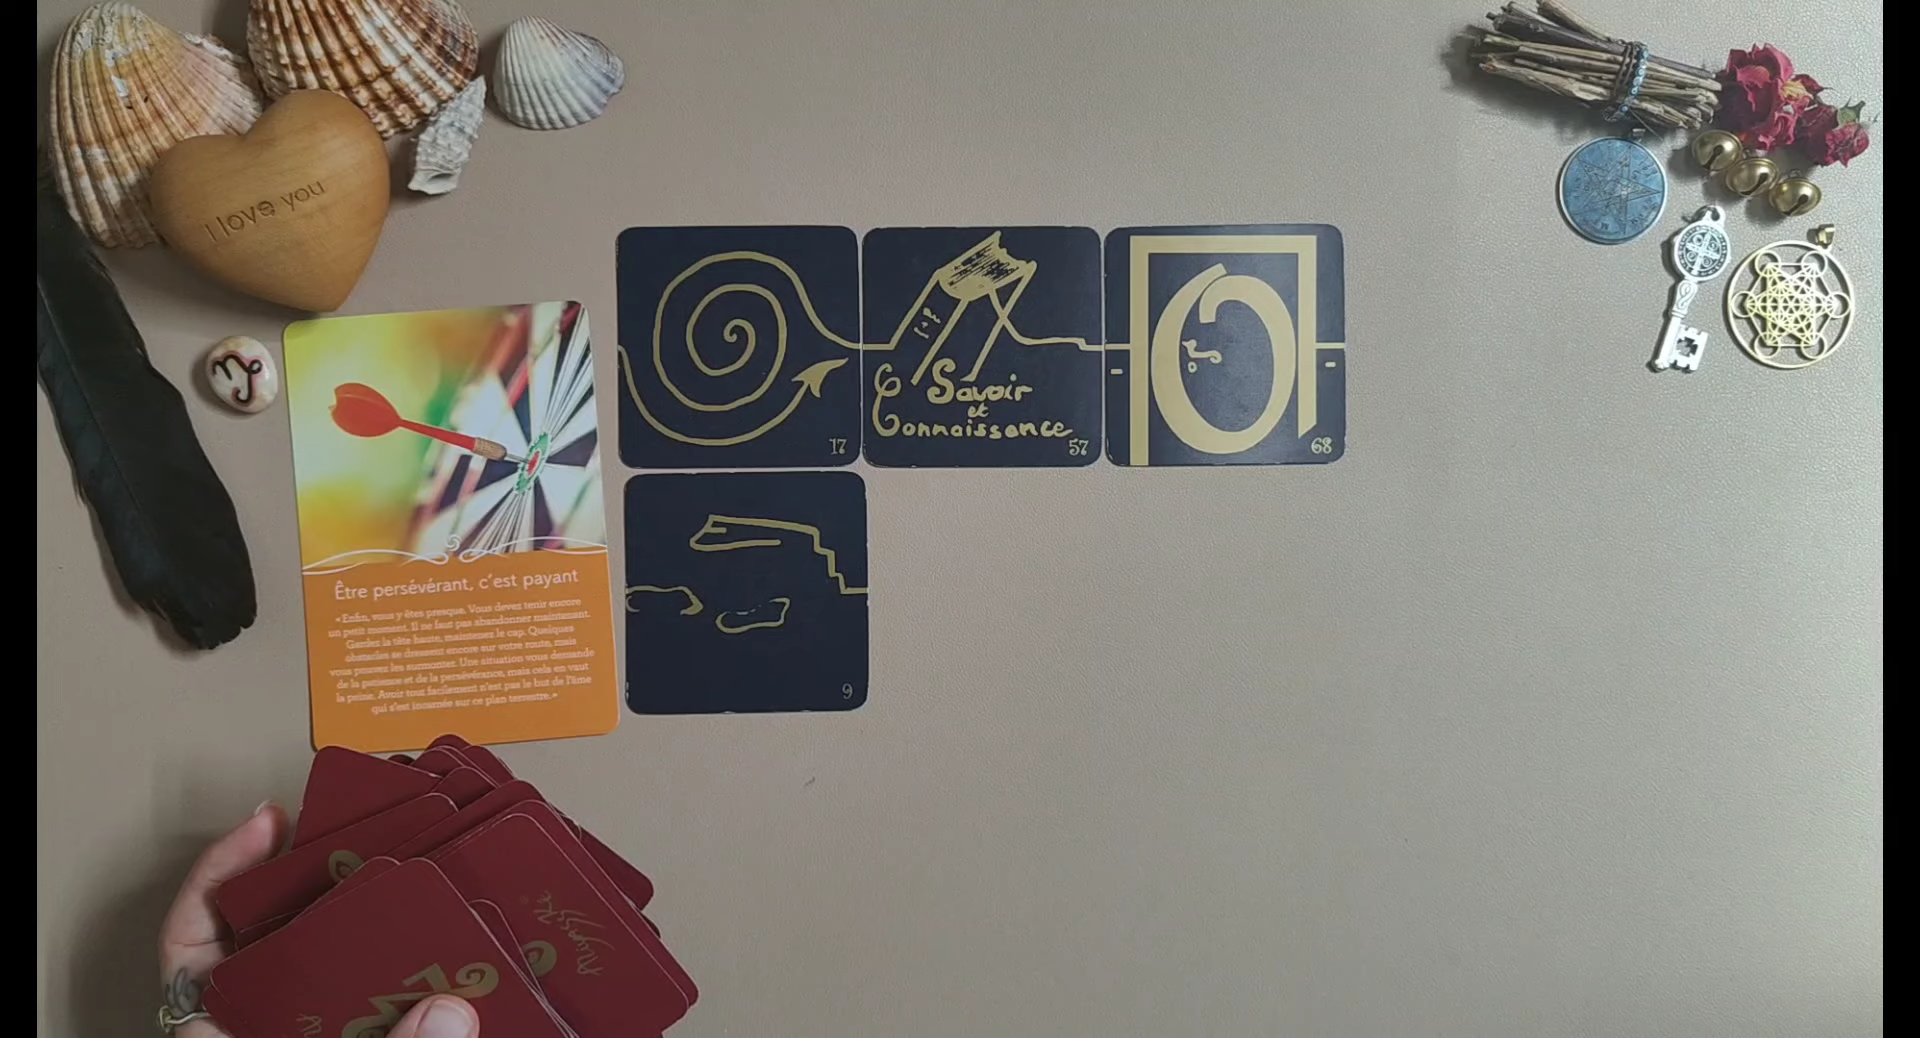 I love you
17
Savoir
et
Connaissance
57
68
9
Être persévérant, c'est payant
«Enfin, vous y êtes presque. Vous devez tenir encore
un petit moment. Il ne faut pas abandonner maintenant.
Gardez la tête haute, maintenez le cap. Quelques
obstacles se dressent encore sur votre route, mais
vous pouvez les surmonter. Une situation vous demande
de la patience et de la persévérance, mais cela en vaut
la peine. Avoir tout facilement n'est pas le but de l'âme
qui s'est incarnée sur ce plan terrestre.»